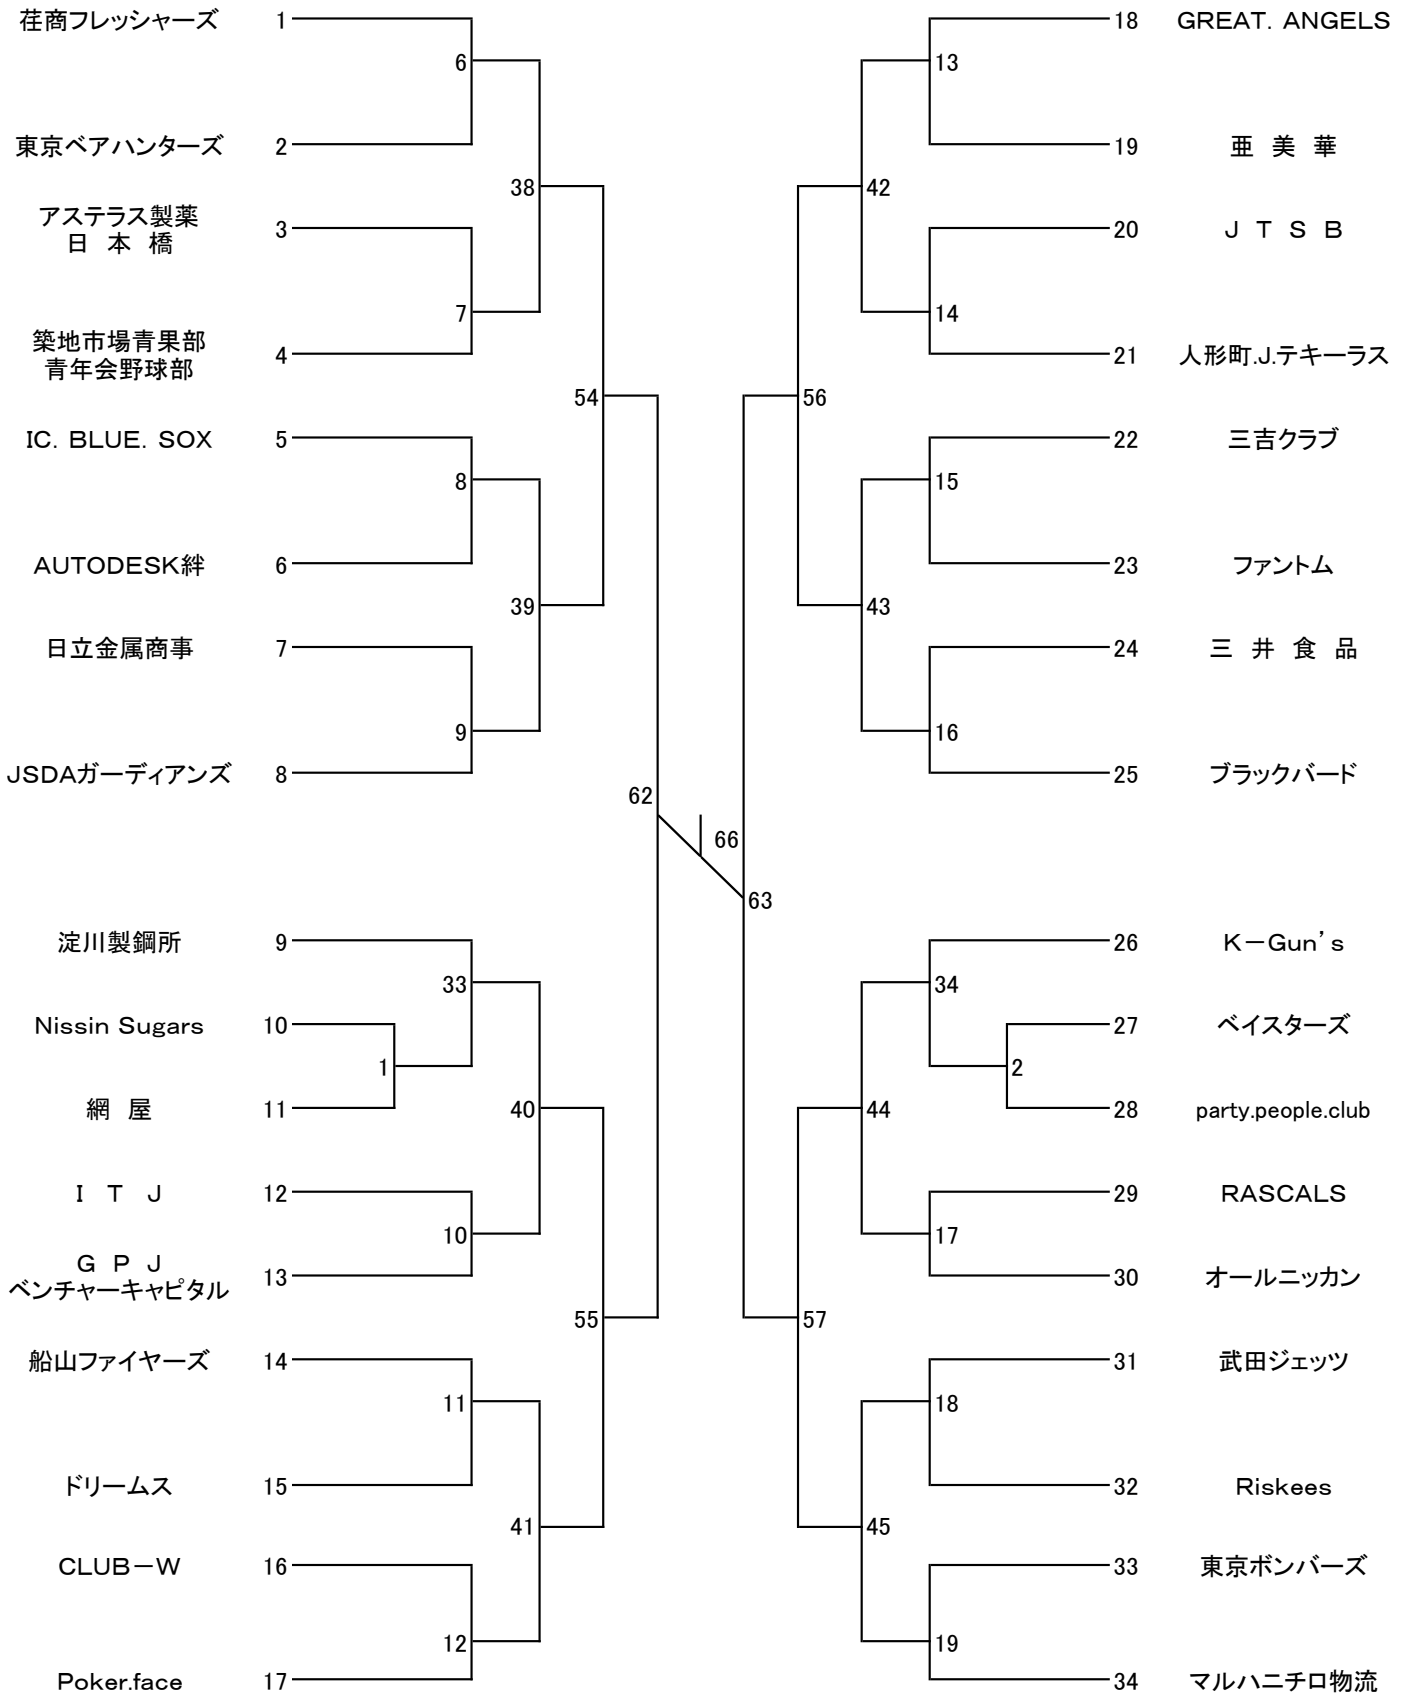 荏商フレッシャーズ 1
6
東京ベアハンターズ 2
38
アステラス製薬
日 本 橋 3
7
築地市場青果部
青年会野球部 4
54
IC. BLUE. SOX 5
8
AUTODESK絆 6
39
日立金属商事 7
9
JSDAガーディアンズ 8
62
淀川製鋼所 9
33
Nissin Sugars 10
1
網 屋 11
40
I T J 12
10
G P J
ベンチャーキャピタル 13
55
船山ファイヤーズ 14
11
ドリームス 15
41
CLUB－W 16
12
Poker.face 17
66
18 GREAT. ANGELS
13
19 亜 美 華
42
20 J T S B
14
21 人形町.J.テキーラス
56
22 三吉クラブ
15
23 ファントム
43
24 三 井 食 品
16
25 ブラックバード
63
26 K－Gun's
34
27 ベイスターズ
2
28 party.people.club
44
29 RASCALS
17
30 オールニッカン
57
31 武田ジェッツ
18
32 Riskees
45
33 東京ボンバーズ
19
34 マルハニチロ物流